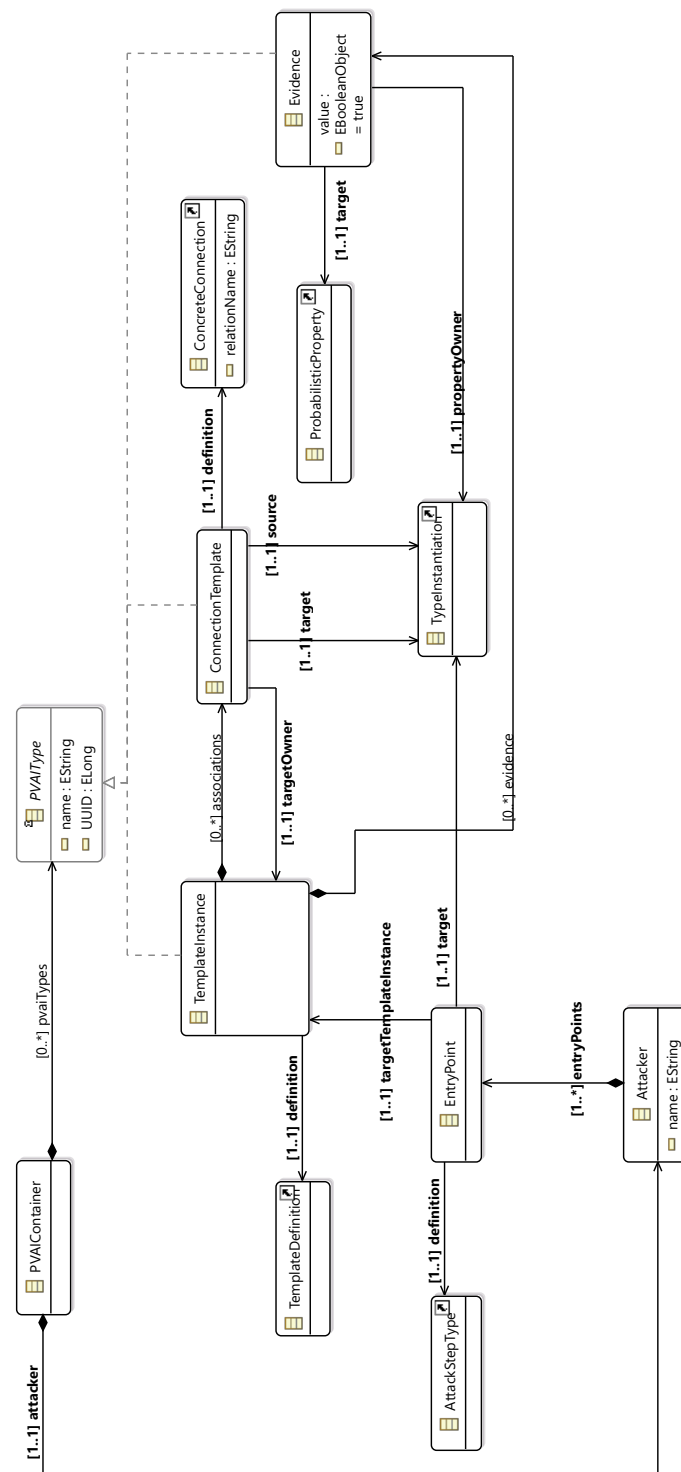 [1..1] attacker
PVAIContainer
[0..*] pvaiTypes
PVAIType
name : EString
UUID : ELong
TemplateInstance
[0..*] associations
ConnectionTemplate
[1..1] definition
ConcreteConnection
relationName : EString
Evidence
value :
EBooleanObject
= true
TemplateDefinition
[1..1] definition
[1..1] targetOwner
[1..1] source
[1..1] target
ProbabilisticProperty
[1..1] target
[1..1] targetTemplateInstance
AttackStepType
[1..1] definition
EntryPoint
[1..1] target
TypeInstantiation
[1..1] propertyOwner
[0..*] evidence
[1..*] entryPoints
Attacker
name : EString